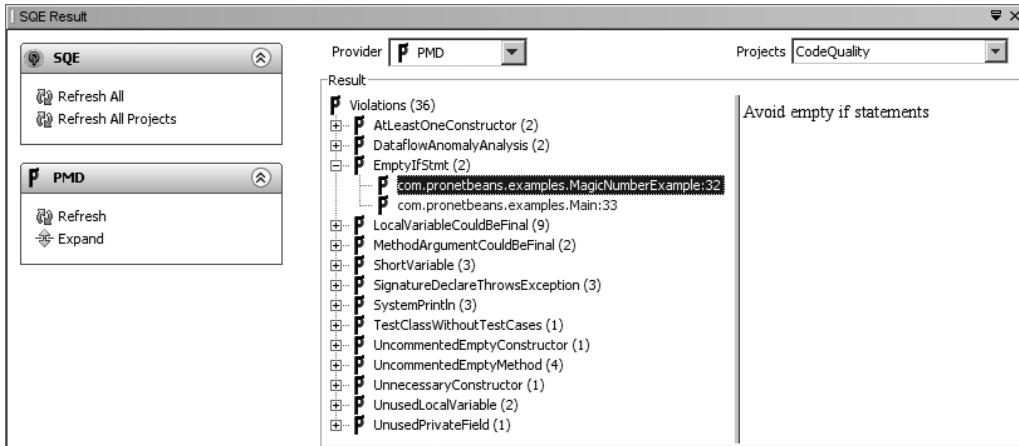 SQE Result
SQE
Refresh All
Refresh All Projects
PMD
Refresh
Expand
Provider PMD
Projects CodeQuality
Result
Violations (36)
AtLeastOneConstructor (2)
DataflowAnomalyAnalysis (2)
EmptyIfStmt (2)
com.pronetbeans.examples.MagicNumberExample:32
com.pronetbeans.examples.Main:33
LocalVariableCouldBeFinal (9)
MethodArgumentCouldBeFinal (2)
ShortVariable (3)
SignatureDeclareThrowsException (3)
SystemPrintln (3)
TestClassWithoutTestCases (1)
UncommentedEmptyConstructor (1)
UncommentedEmptyMethod (4)
UnnecessaryConstructor (1)
UnusedLocalVariable (2)
UnusedPrivateField (1)
Avoid empty if statements